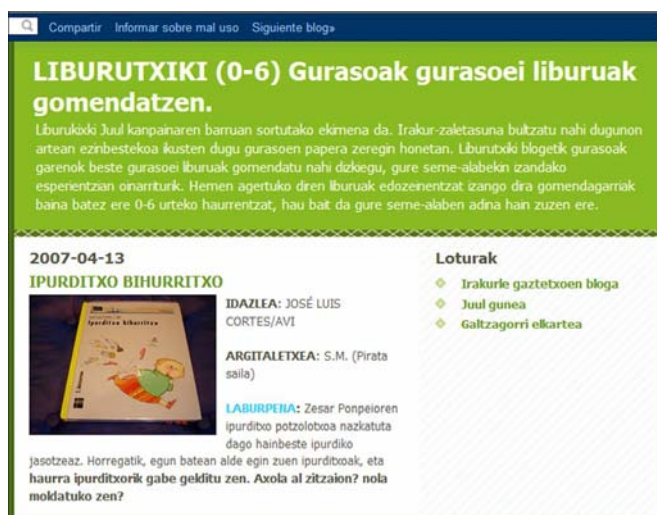 Compartir Informar sobre mal uso Siguiente blog»
LIBURUTXIKI (0-6) Gurasoak gurasoei liburuak
gomendatzen.
Liburukixki Juul kanpainaren barruan sortutako ekimena da. Irakur-zaletasuna bultzatu nahi dugunon
artean ezinbestekoa ikusten dugu gurasoen papera zeregin honetan. Liburutxiki blogetik gurasoak
garenok beste gurasoei liburuak gomendatu nahi dizkiegu, gure seme-alabekin izandako
esperientzian oinarriturik. Hemen agertuko diren liburuak edozeinentzat izango dira gomendagarriak
baina batez ere 0-6 urteko haurrentzat, hau bait da gure seme-alaben adina hain zuzen ere.
2007-04-13
IPURDITXO BIHURRITXO
Ipurditxo bihurritxo
IDAZLEA: JOSÉ LUIS
CORTES/AVI
ARGITALETXEA: S.M. (Pirata
saila)
LABURPENA: Zesar Ponpeioren
ipurditxo potzolotxoa nazkatuta
dago hainbeste ipurdiko
jasotzeaz. Horregatik, egun batean alde egin zuen ipurditxoak, eta
haurra ipurditxorik gabe gelditu zen. Axola al zitzaion? nola
moldatuko zen?
Loturak
Irakurle gaztetxoen bloga
Juul gunea
Galtzagorri elkartea